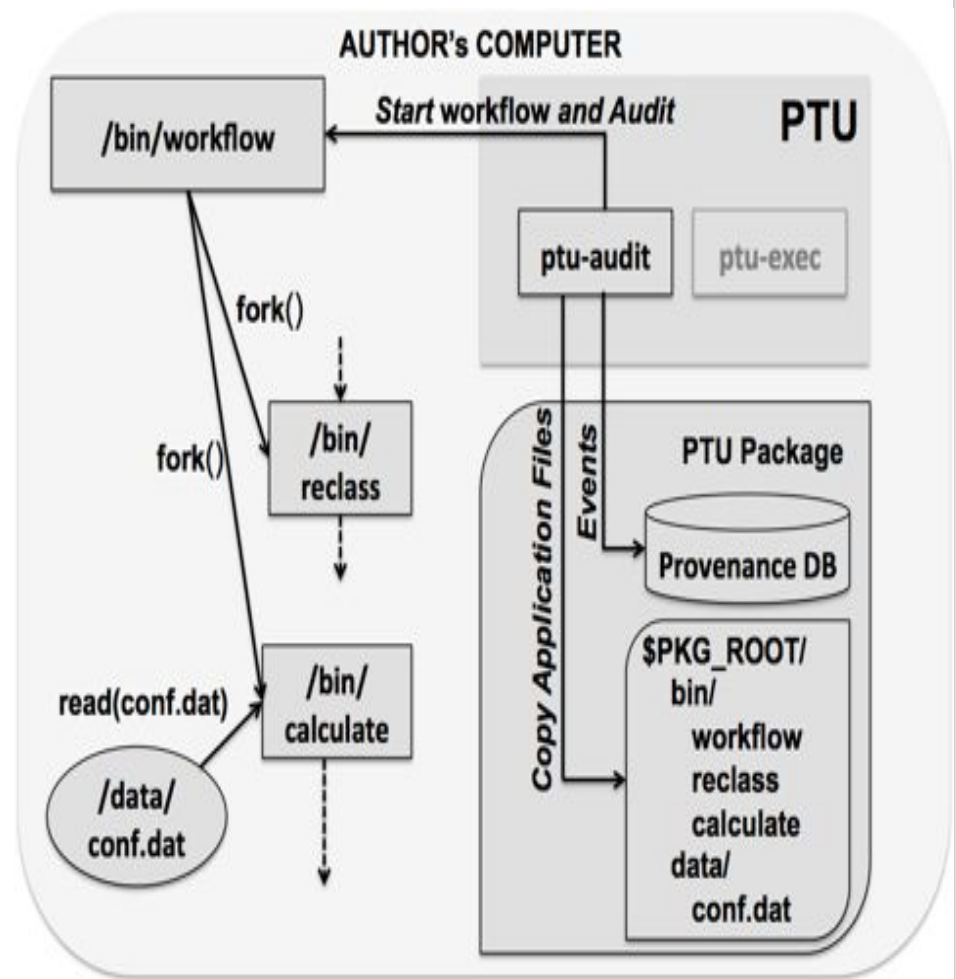 AUTHOR's COMPUTER
/bin/workflow
Start workflow and Audit
PTU
ptu-audit
ptu-exec
fork()
fork()
/bin/
reclass
read(conf.dat)
/bin/
calculate
/data/
conf.dat
Copy Application Files
Events
PTU Package
Provenance DB
$PKG_ROOT/
bin/
workflow
reclass
calculate
data/
conf.dat